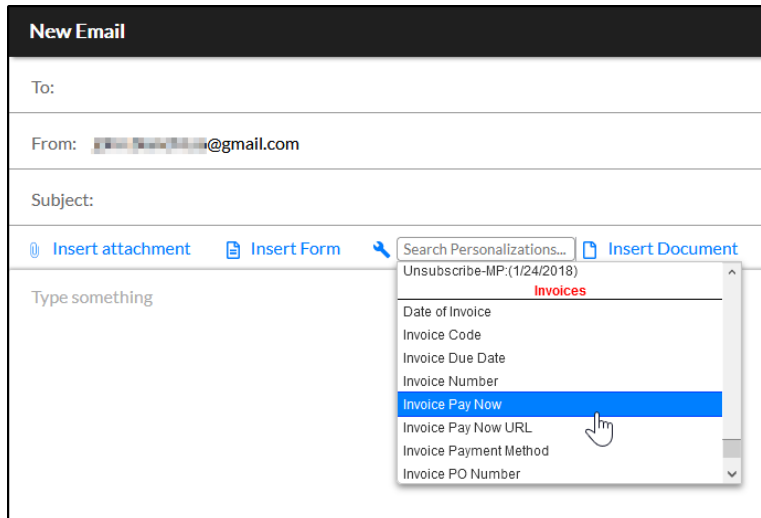 New Email
To:
From: @gmail.com
Subject:
Insert attachment Insert Form Search Personalizations... Insert Document
Type something
Unsubscribe-MP:(1/24/2018)
Invoices
Date of Invoice
Invoice Code
Invoice Due Date
Invoice Number
Invoice Pay Now
Invoice Pay Now URL
Invoice Payment Method
Invoice PO Number